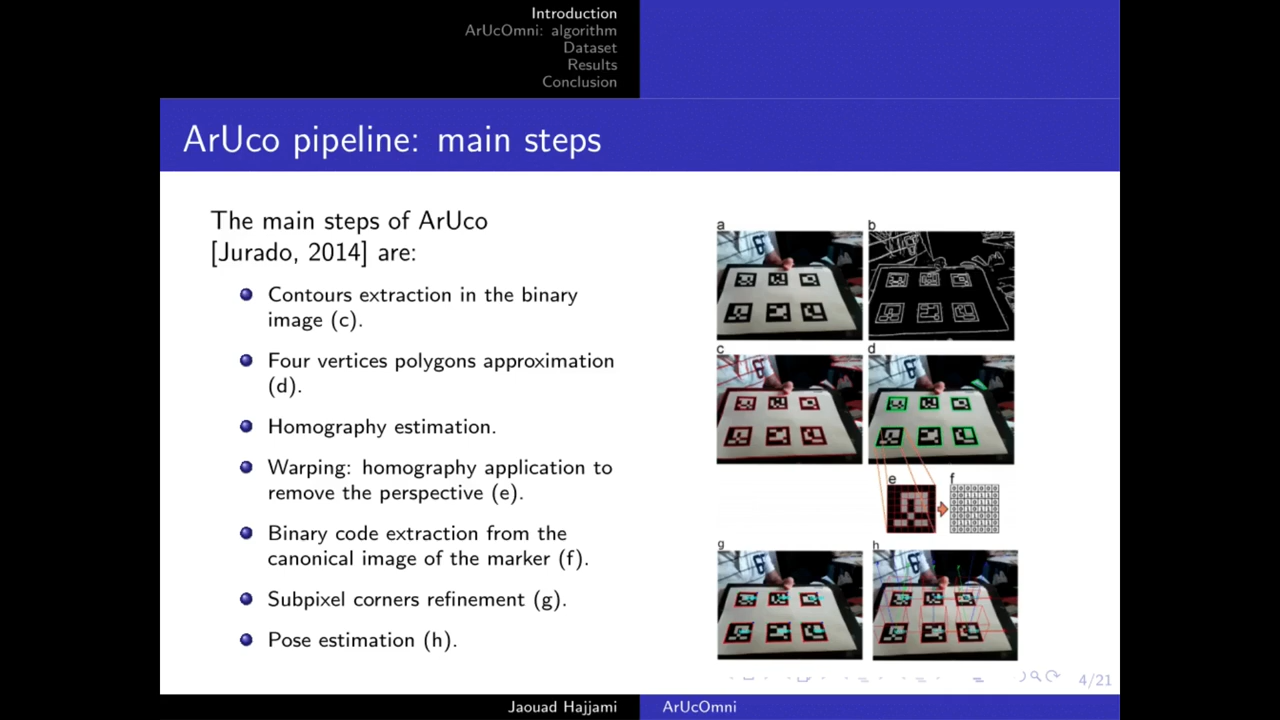 Introduction
ArUcOmni: algorithm
Dataset
Results
Conclusion
ArUco pipeline: main steps
The main steps of ArUco
[Jurado, 2014] are:
Contours extraction in the binary
image (c).
Four vertices polygons approximation
(d).
Homography estimation.
Warping: homography application to
remove the perspective (e).
Binary code extraction from the
canonical image of the marker (f).
Subpixel corners refinement (g).
Pose estimation (h).
a
b
c
d
e
f
g
h
4/21
Jaouad Hajjami
ArUcOmni